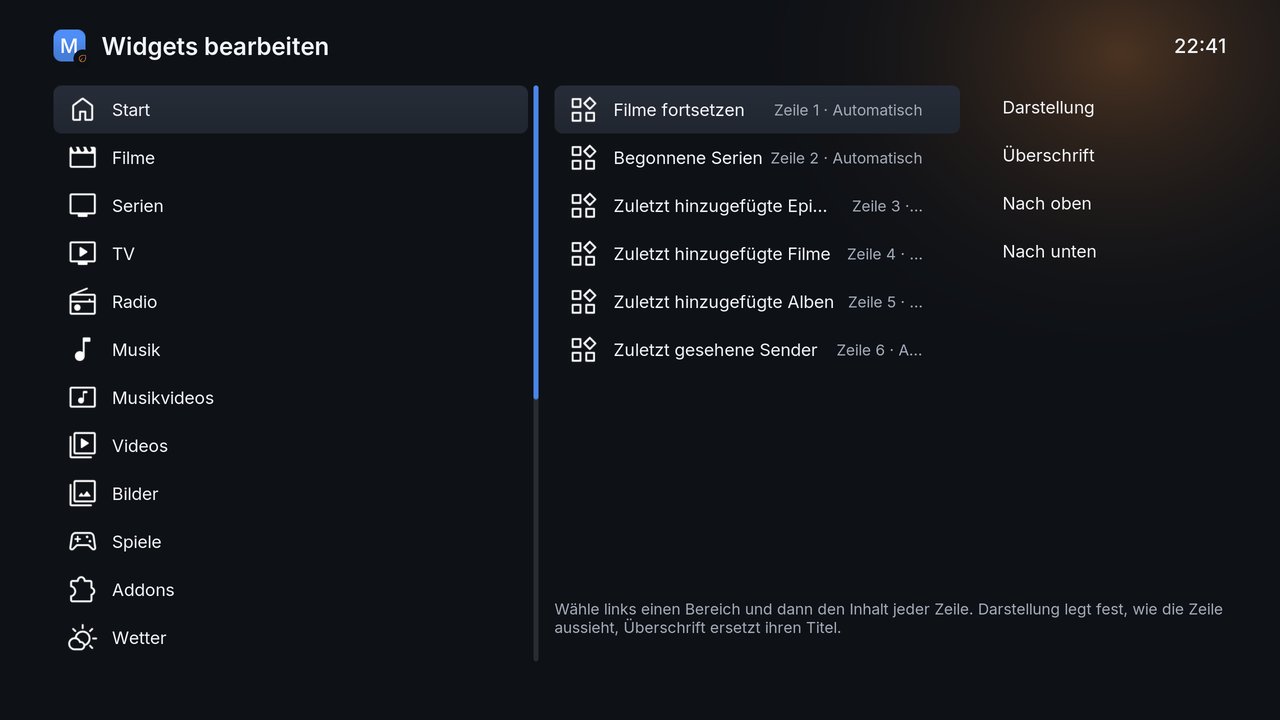 M Widgets bearbeiten
22:41
Start
Filme
Serien
TV
Radio
Musik
Musikvideos
Videos
Bilder
Spiele
Addons
Wetter
Filme fortsetzen Zeile 1 · Automatisch
Begonnene Serien Zeile 2 · Automatisch
Zuletzt hinzugefügte Epi... Zeile 3 ·...
Zuletzt hinzugefügte Filme Zeile 4 · ...
Zuletzt hinzugefügte Alben Zeile 5 · ...
Zuletzt gesehene Sender Zeile 6 · A...
Darstellung
Überschrift
Nach oben
Nach unten
Wähle links einen Bereich und dann den Inhalt jeder Zeile. Darstellung legt fest, wie die Zeile
aussieht, Überschrift ersetzt ihren Titel.